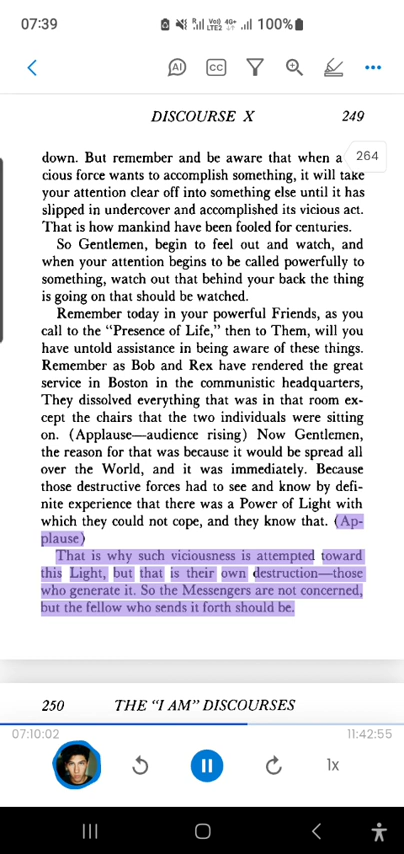 07:39
Voo) 4G+
R.ıl LTE2 ↓↑ .ıl 100%
AI CC
DISCOURSE X 249
264
down. But remember and be aware that when a
cious force wants to accomplish something, it will take
your attention clear off into something else until it has
slipped in undercover and accomplished its vicious act.
That is how mankind have been fooled for centuries.
So Gentlemen, begin to feel out and watch, and
when your attention begins to be called powerfully to
something, watch out that behind your back the thing
is going on that should be watched.
Remember today in your powerful Friends, as you
call to the “Presence of Life,” then to Them, will you
have untold assistance in being aware of these things.
Remember as Bob and Rex have rendered the great
service in Boston in the communistic headquarters,
They dissolved everything that was in that room ex-
cept the chairs that the two individuals were sitting
on. (Applause—audience rising) Now Gentlemen,
the reason for that was because it would be spread all
over the World, and it was immediately. Because
those destructive forces had to see and know by defi-
nite experience that there was a Power of Light with
which they could not cope, and they know that. (Ap-
plause)
That is why such viciousness is attempted toward
this Light, but that is their own destruction—those
who generate it. So the Messengers are not concerned,
but the fellow who sends it forth should be.
250 THE “I AM” DISCOURSES
07:10:02 11:42:55
1x